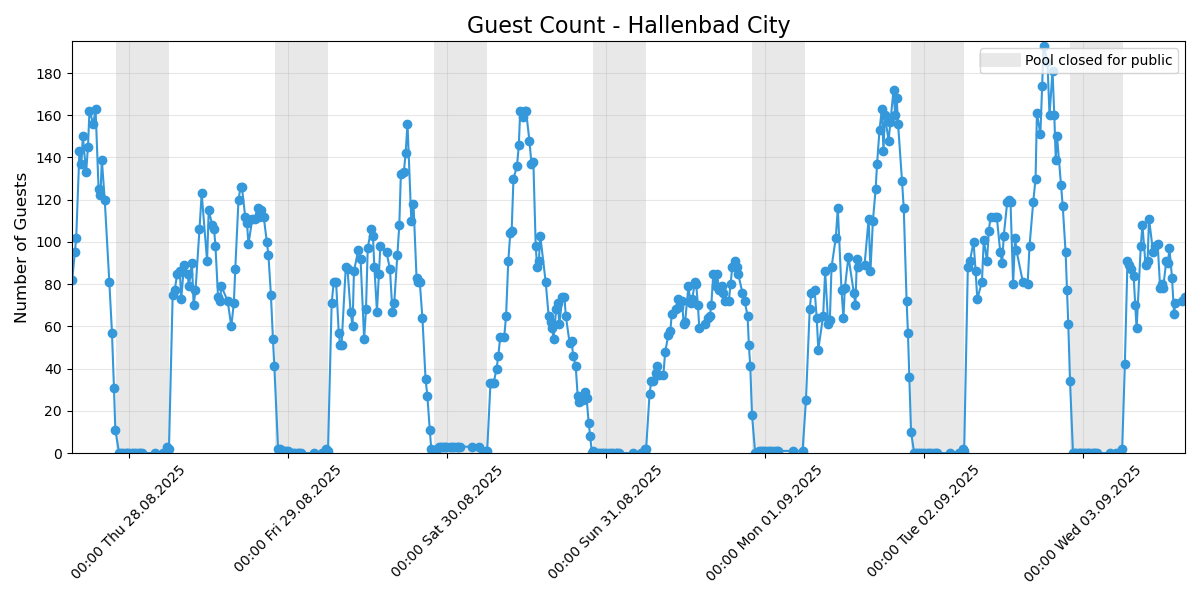 Guest Count - Hallenbad City
Pool closed for public
Number of Guests
180
160
140
120
100
80
60
40
20
0
00:00 Thu 28.08.2025
00:00 Fri 29.08.2025
00:00 Sat 30.08.2025
00:00 Sun 31.08.2025
00:00 Mon 01.09.2025
00:00 Tue 02.09.2025
00:00 Wed 03.09.2025